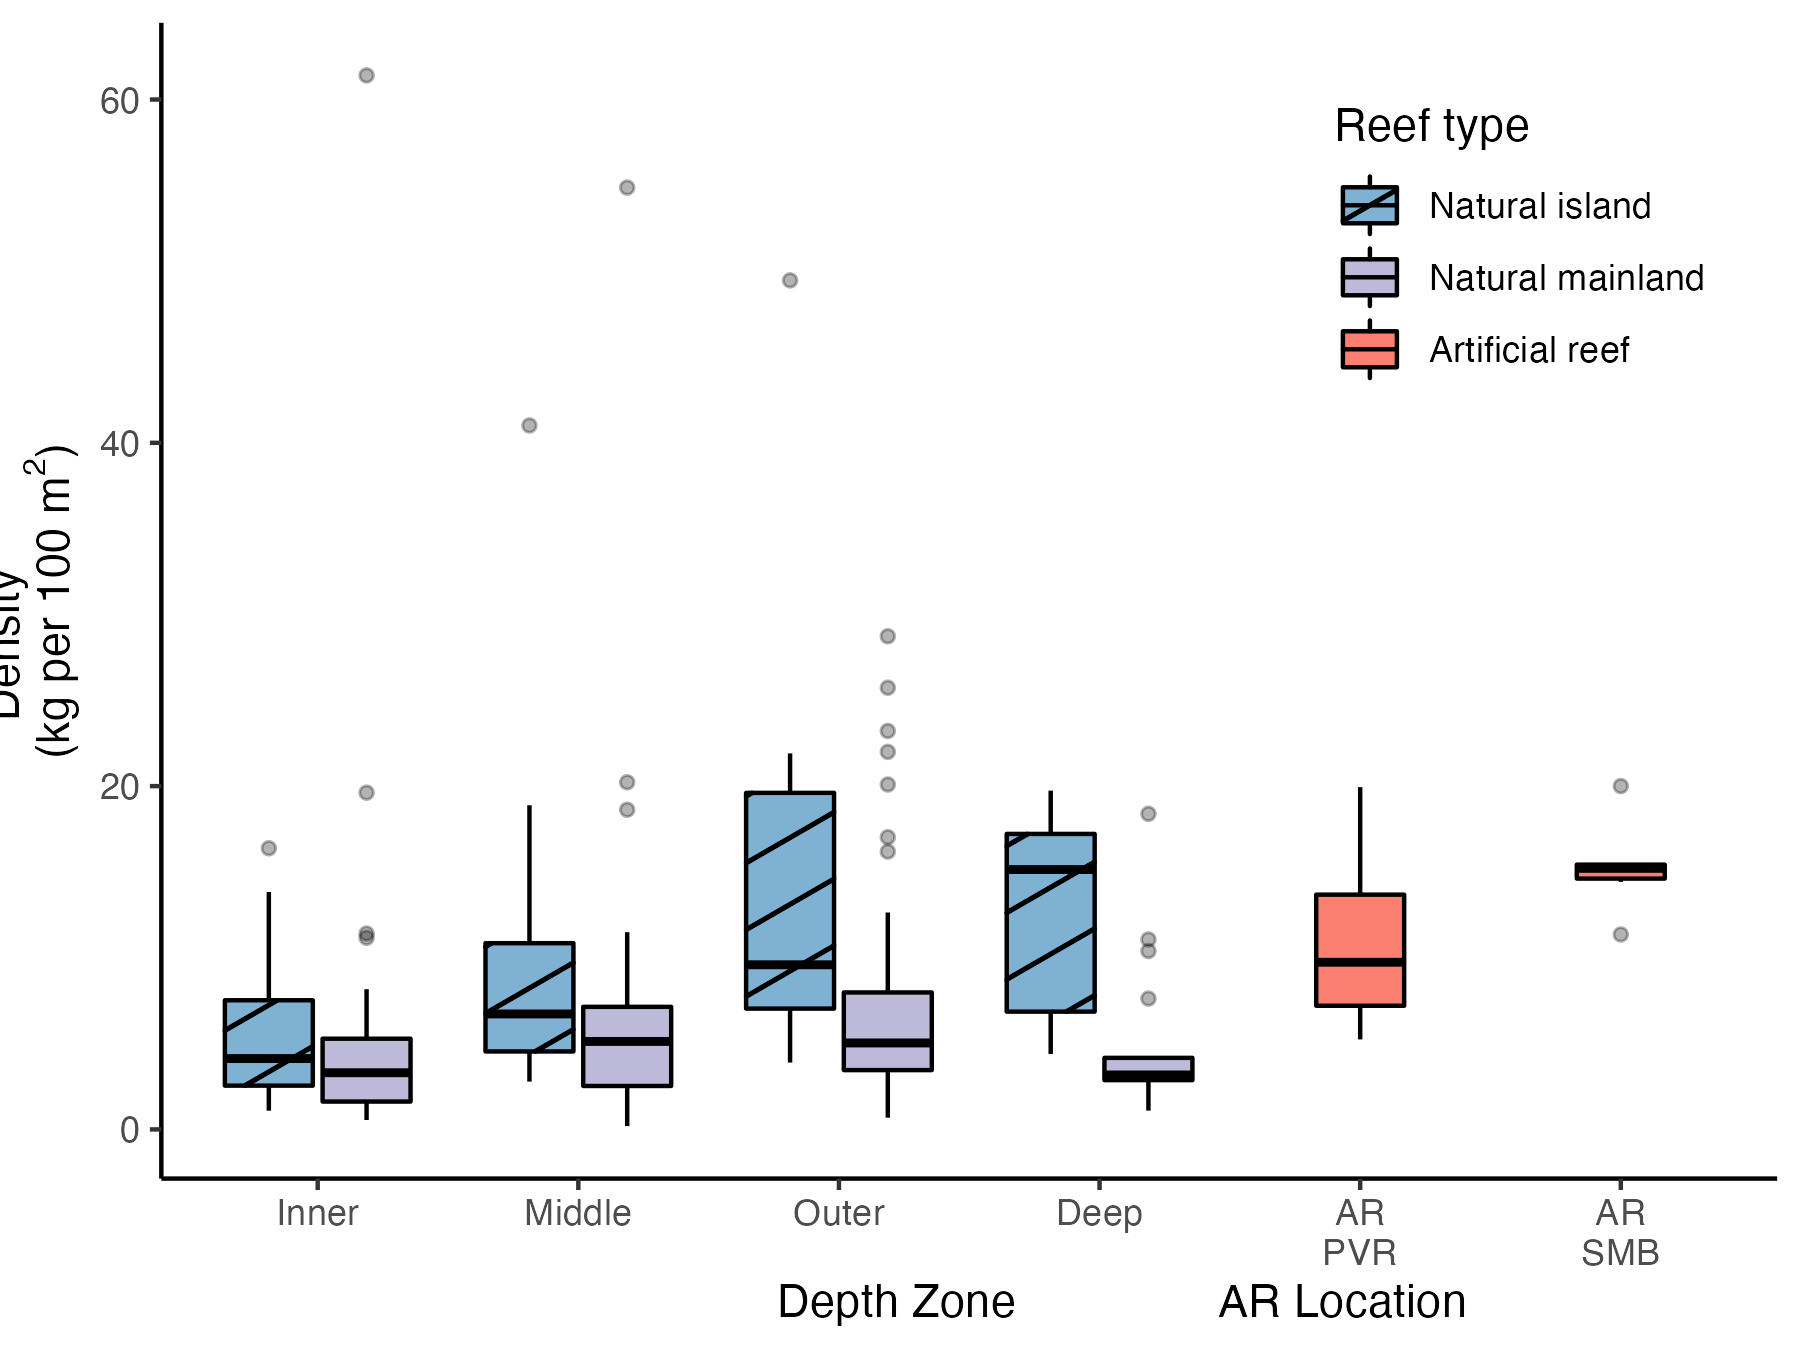 Density
(kg per 100 m²)
60
40
20
0
Reef type
Natural island
Natural mainland
Artificial reef
Inner
Middle
Outer
Deep
AR
PVR
AR
SMB
Depth Zone
AR Location